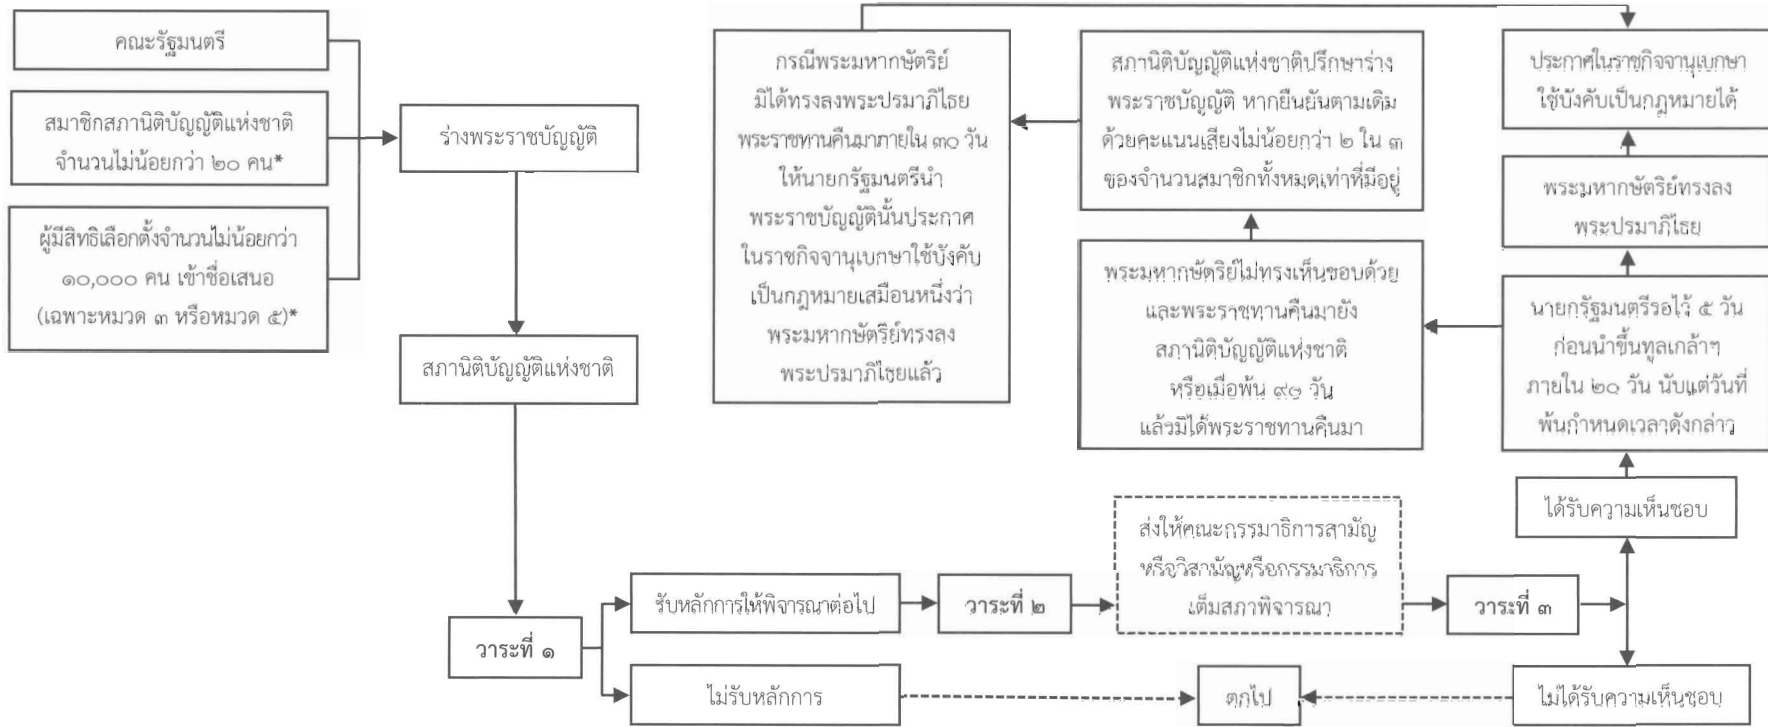 คณะรัฐมนตรี
สมาชิกสภานิติบัญญัติแห่งชาติ
จำนวนไม่น้อยกว่า ๒๐ คน*
ผู้มีสิทธิเลือกตั้งจำนวนไม่น้อยกว่า
๑๐,๐๐๐ คน เข้าชื่อเสนอ
(เฉพาะหมวด ๓ หรือหมวด ๕)*
ร่างพระราชบัญญัติ
สภานิติบัญญัติแห่งชาติ
วาระที่ ๑
รับหลักการให้พิจารณาต่อไป
ไม่รับหลักการ
วาระที่ ๒
ส่งให้คณะกรรมาธิการสามัญ
หรือวิสามัญหรือกรรมาธิการ
เต็มสภาพิจารณา
วาระที่ ๓
ตกไป
ไม่ได้รับความเห็นชอบ
ได้รับความเห็นชอบ
นายกรัฐมนตรีรอไว้ ๕ วัน
ก่อนนำขึ้นทูลเกล้าฯ
ภายใน ๒๐ วัน นับแต่วันที่
พ้นกำหนดเวลาดังกล่าว
พระมหากษัตริย์ทรงลง
พระปรมาภิไธย
ประกาศในราชกิจจานุเบกษา
ใช้บังคับเป็นกฎหมายได้
พระมหากษัตริย์ไม่ทรงเห็นชอบด้วย
และพระราชทานคืนมายัง
สภานิติบัญญัติแห่งชาติ
หรือเมื่อพ้น ๙๐ วัน
แล้วมิได้พระราชทานคืนมา
สภานิติบัญญัติแห่งชาติปรึกษาร่าง
พระราชบัญญัติ หากยืนยันตามเดิม
ด้วยคะแนนเสียงไม่น้อยกว่า ๒ ใน ๓
ของจำนวนสมาชิกทั้งหมดเท่าที่มีอยู่
กรณีพระมหากษัตริย์
มิได้ทรงลงพระปรมาภิไธย
พระราชทานคืนมาภายใน ๓๐ วัน
ให้นายกรัฐมนตรีนำ
พระราชบัญญัตินั้นประกาศ
ในราชกิจจานุเบกษาใช้บังคับ
เป็นกฎหมายเสมือนหนึ่งว่า
พระมหากษัตริย์ทรงลง
พระปรมาภิไธยแล้ว